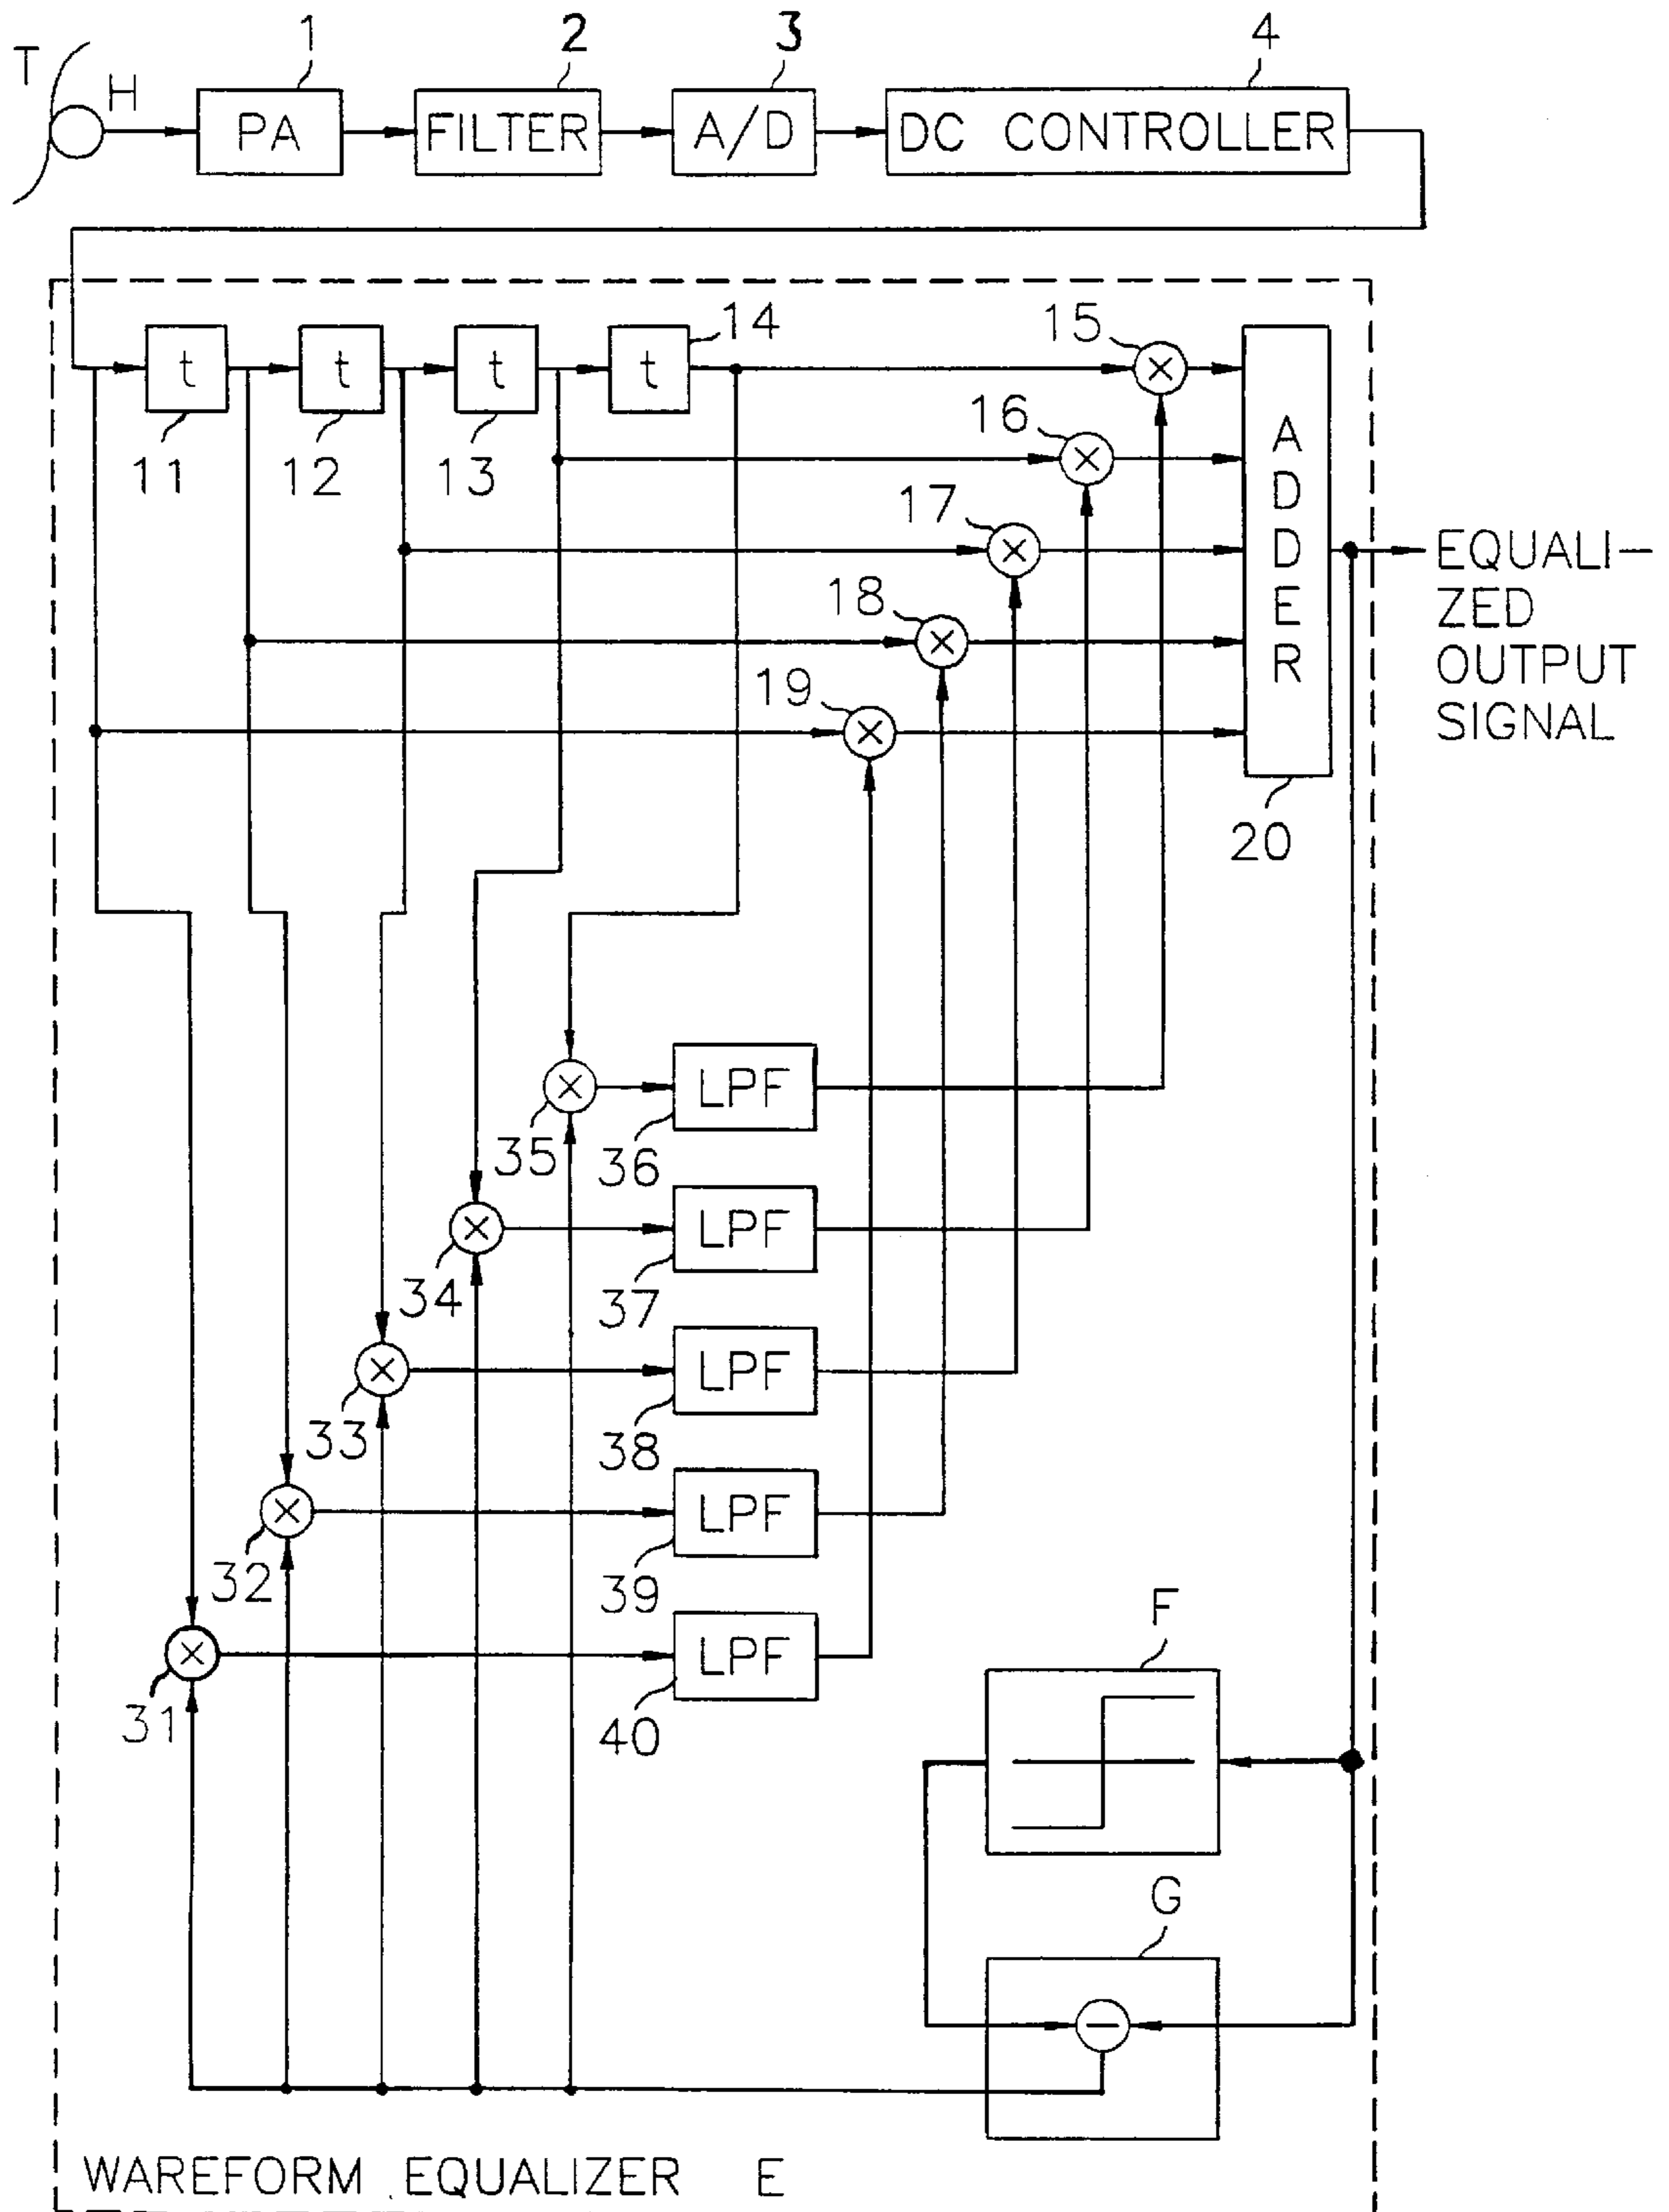 T
H
1
2
3
4
PA
FILTER
A/D
DC CONTROLLER
t
t
t
t
14
11
12
13
15
16
17
18
19
ADDER
20
EQUALI-
ZED
OUTPUT
SIGNAL
LPF
35
36
LPF
34
37
LPF
33
38
LPF
32
39
LPF
31
40
F
G
WAREFORM EQUALIZER E